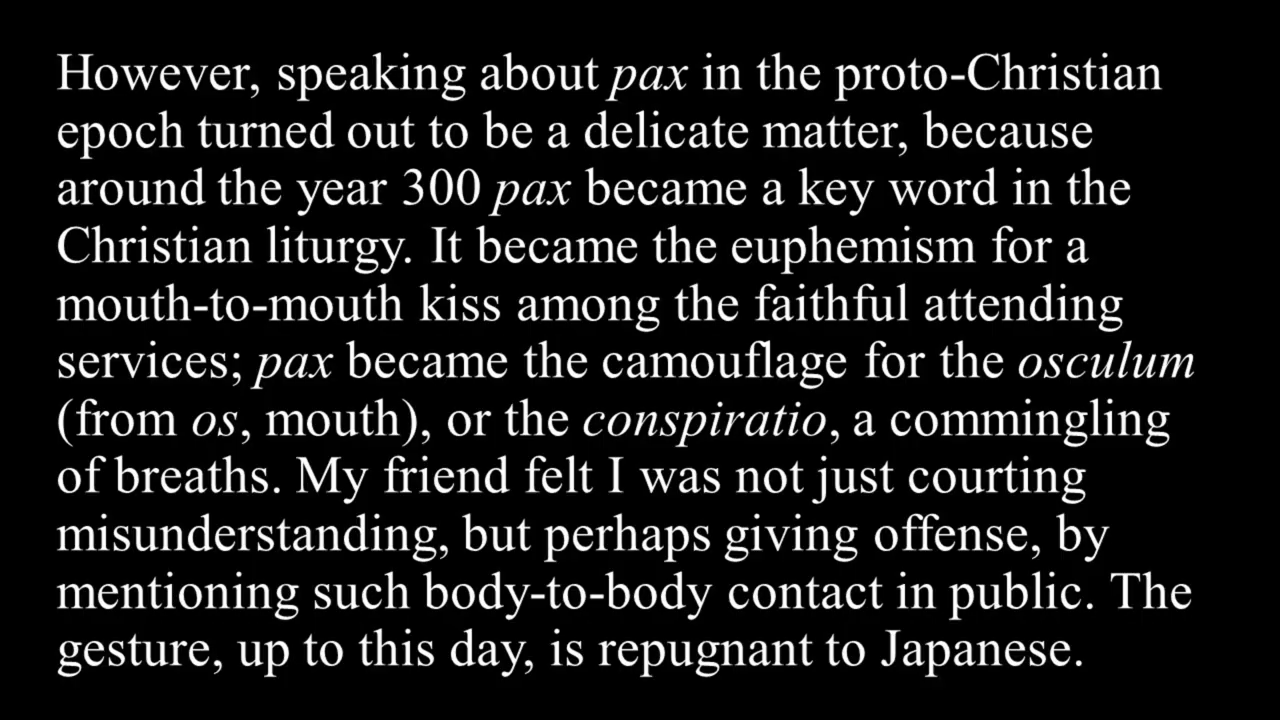 However, speaking about pax in the proto-Christian
epoch turned out to be a delicate matter, because
around the year 300 pax became a key word in the
Christian liturgy. It became the euphemism for a
mouth-to-mouth kiss among the faithful attending
services; pax became the camouflage for the osculum
(from os, mouth), or the conspiratio, a commingling
of breaths. My friend felt I was not just courting
misunderstanding, but perhaps giving offense, by
mentioning such body-to-body contact in public. The
gesture, up to this day, is repugnant to Japanese.